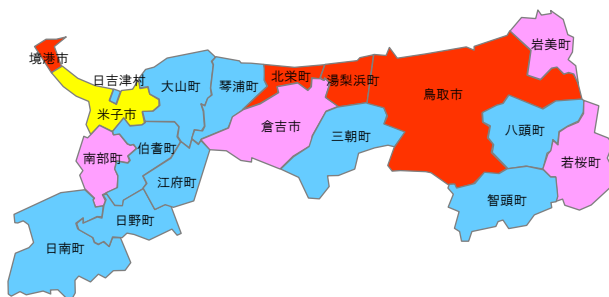 岩美町
境港市
日吉津村
大山町
琴浦町
北栄町
湯梨浜町
鳥取市
米子市
倉吉市
三朝町
八頭町
伯耆町
南部町
江府町
若桜町
智頭町
日野町
日南町